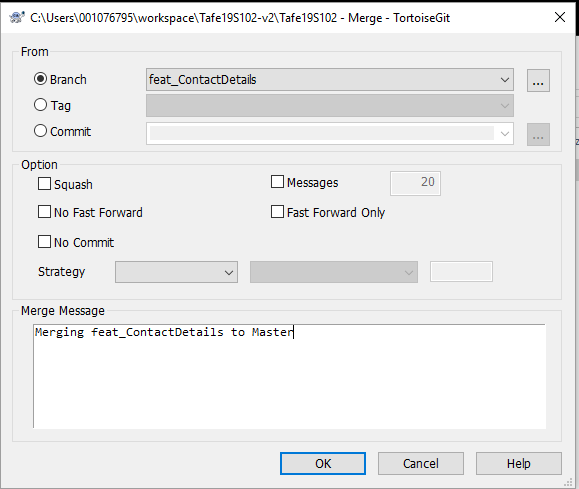 C:\Users\001076795\workspace\Tafe19S102-v2\Tafe19S102 - Merge - TortoiseGit
From
Branch
feat_ContactDetails
...
Tag
Commit
...
Option
Squash
Messages
20
No Fast Forward
Fast Forward Only
No Commit
Strategy
Merge Message
Merging feat_ContactDetails to Master
OK
Cancel
Help